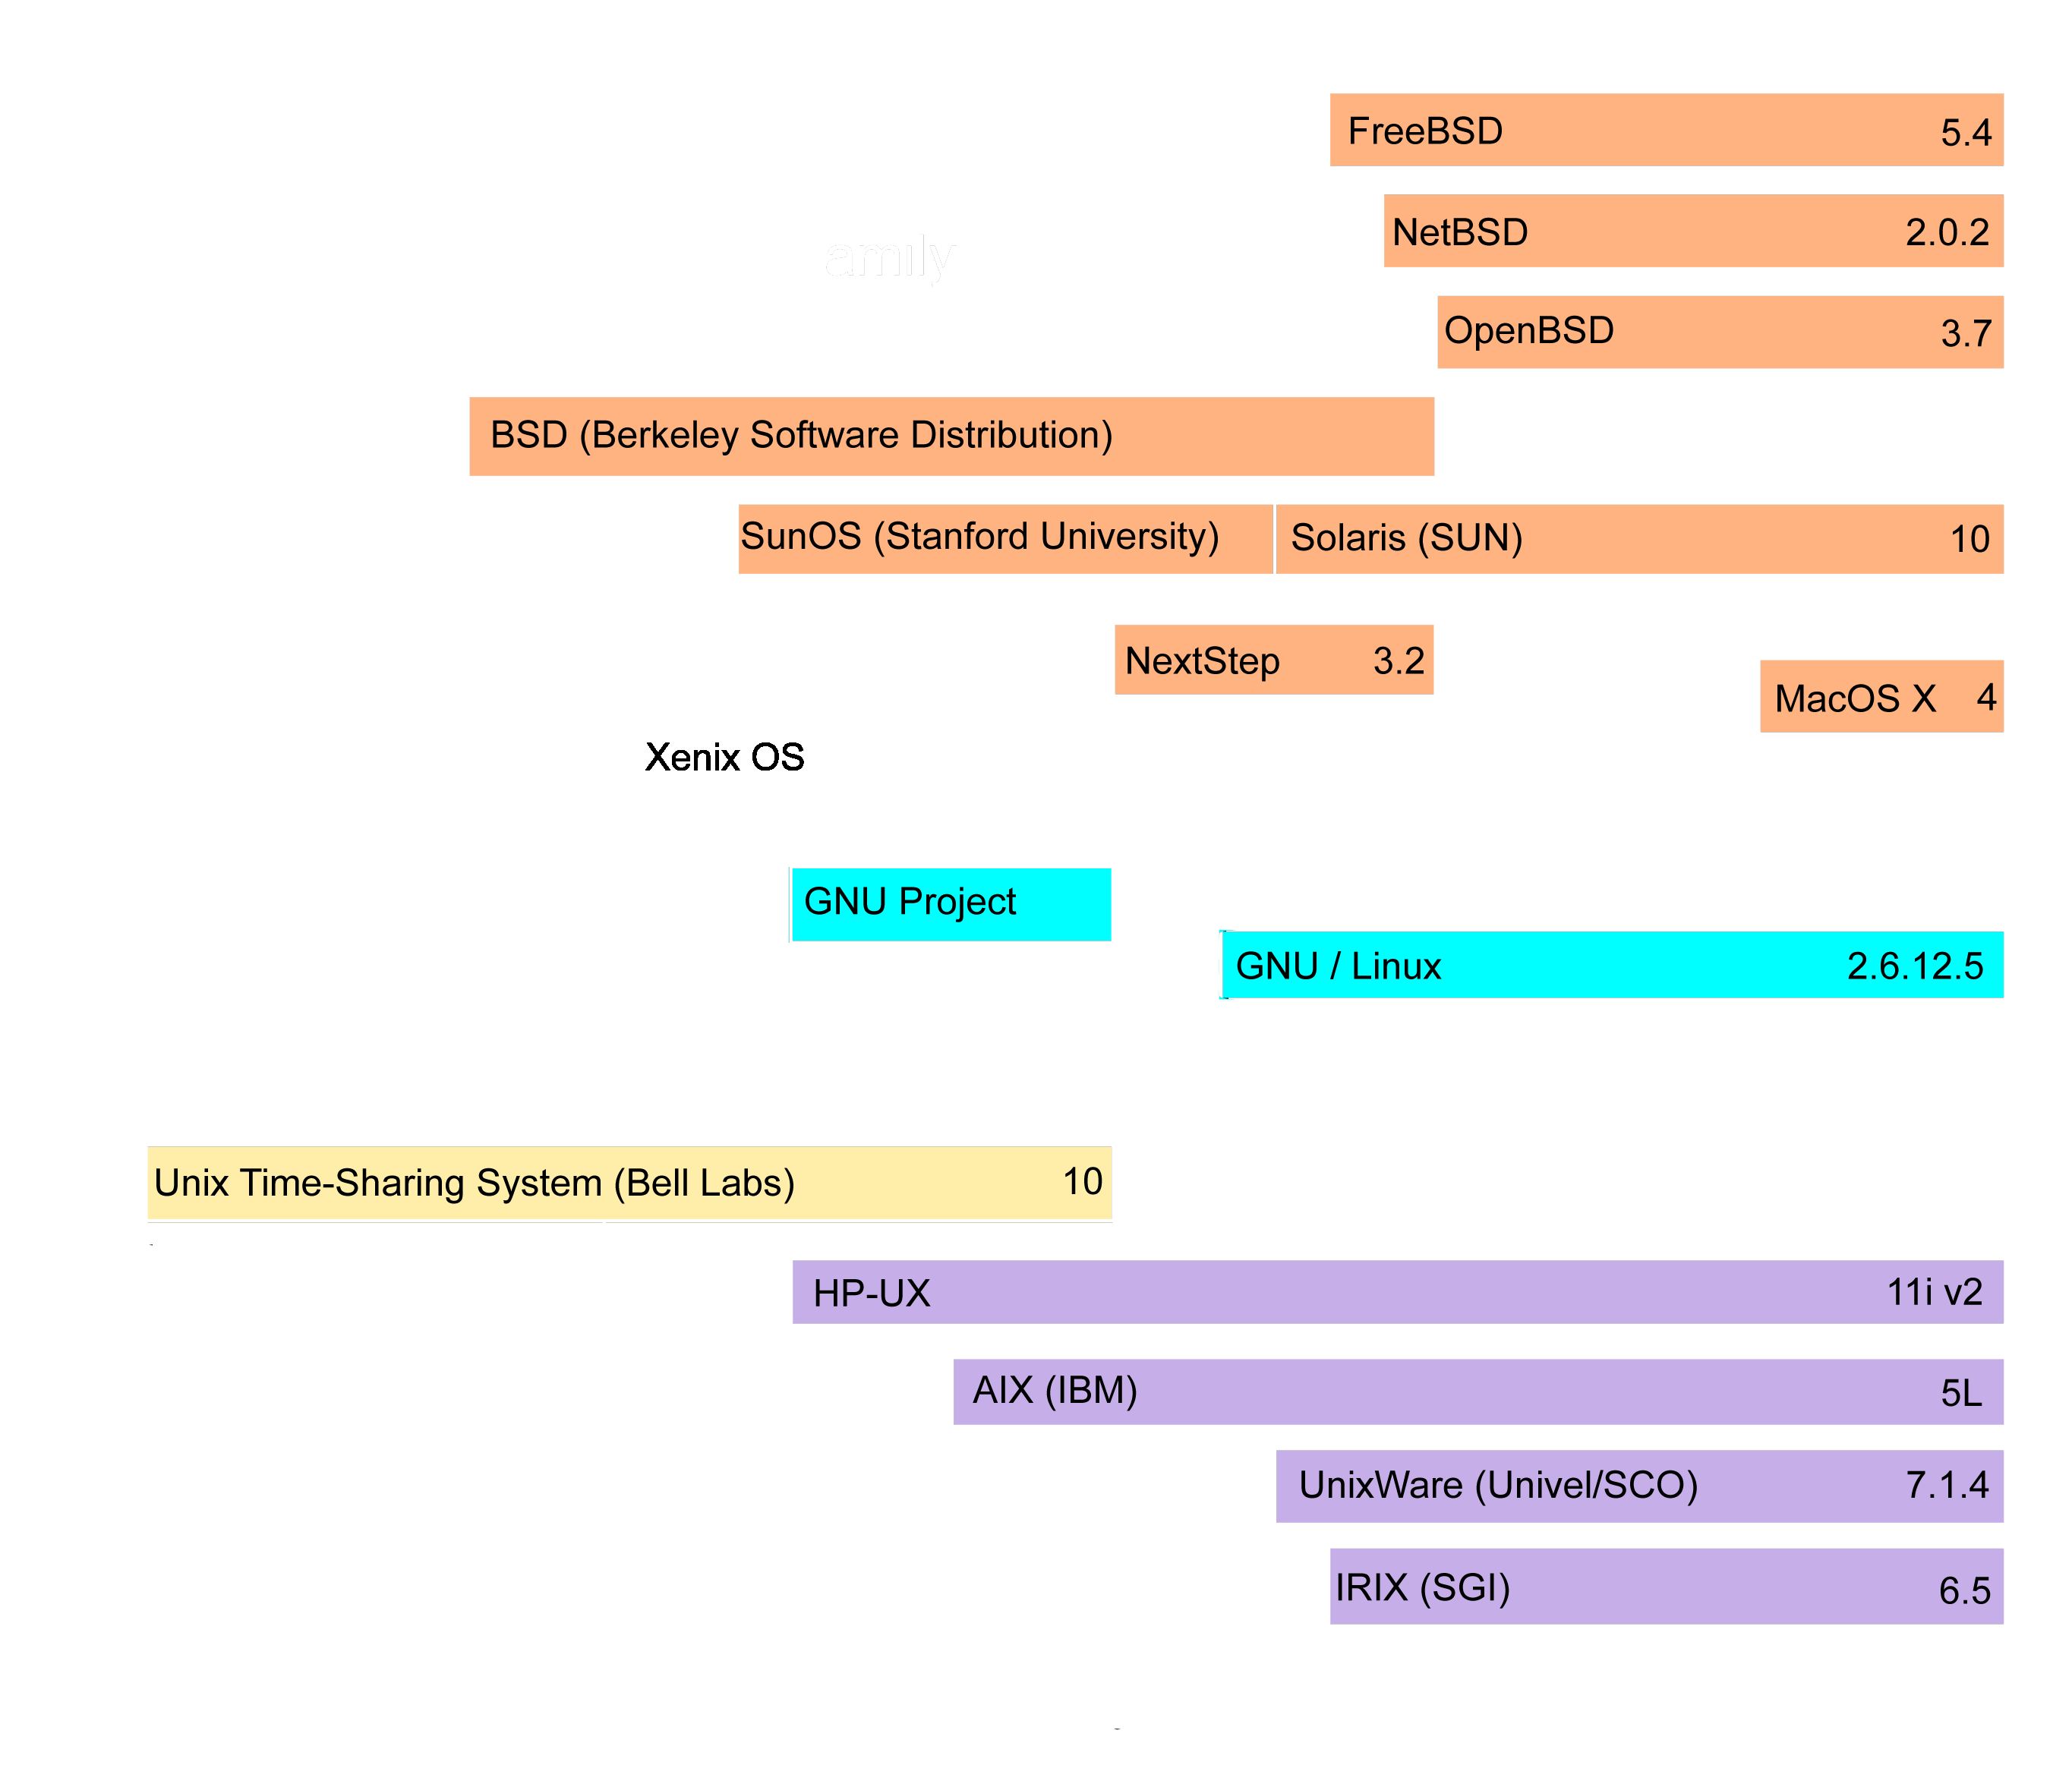 FreeBSD 5.4
NetBSD 2.0.2
amily
OpenBSD 3.7
BSD (Berkeley Software Distribution)
SunOS (Stanford University) Solaris (SUN) 10
NextStep 3.2
MacOS X 4
Xenix OS
GNU Project
GNU / Linux 2.6.12.5
Unix Time-Sharing System (Bell Labs) 10
HP-UX 11i v2
AIX (IBM) 5L
UnixWare (Univel/SCO) 7.1.4
IRIX (SGI) 6.5